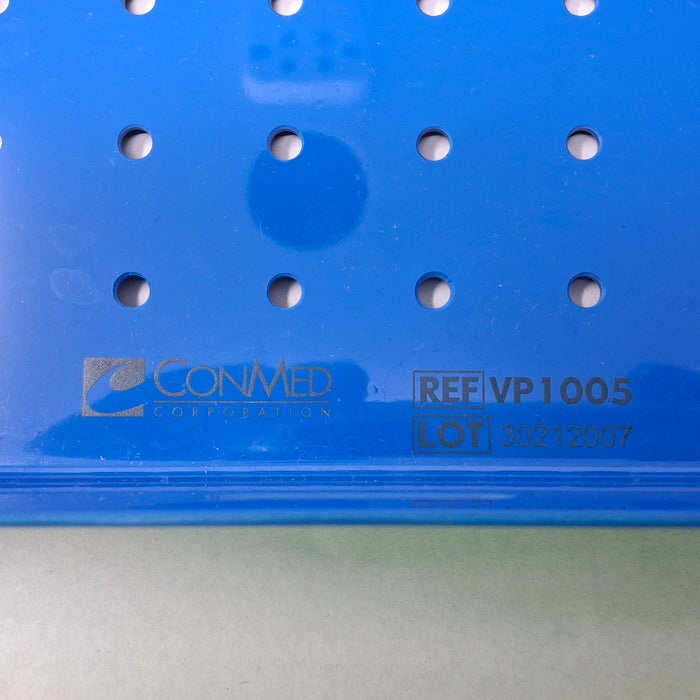 CONMED
CORPORATION
REF VP1005
LOT 30212007